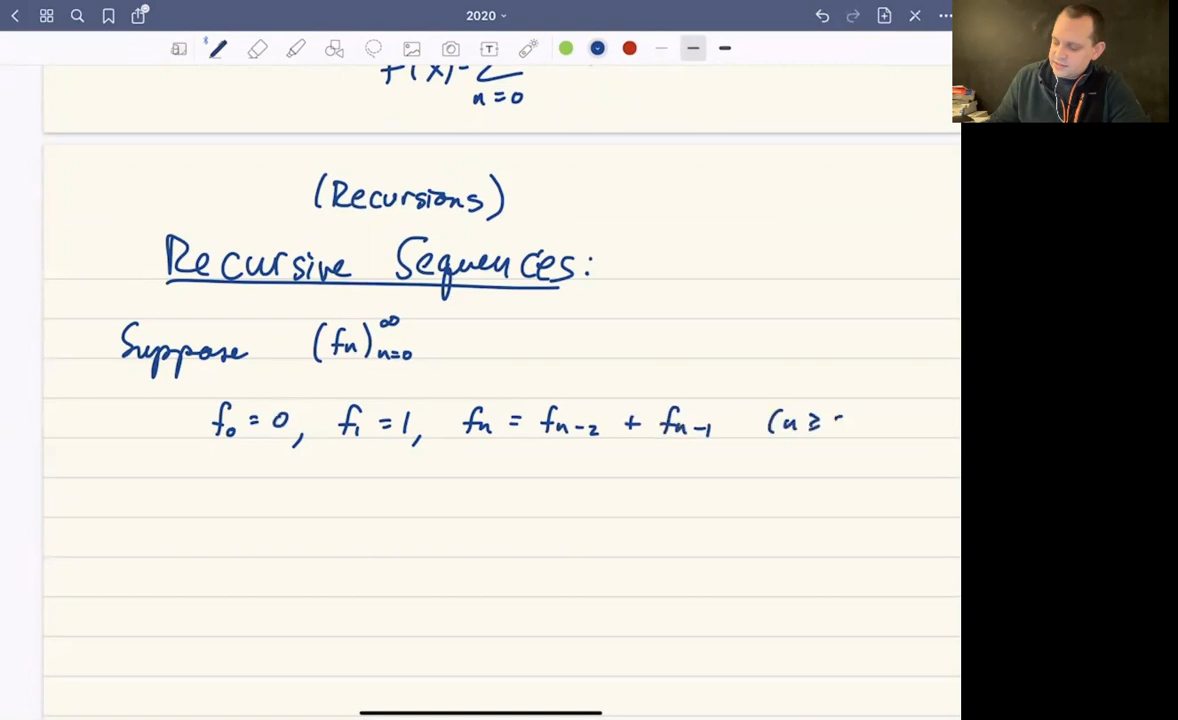 2020
f(x) = ∑
n=0
(Recursions)
Recursive Sequences:
Suppose (fn)∞n=0
f0 = 0, f1 = 1, fn = fn-2 + fn-1 (n ≥